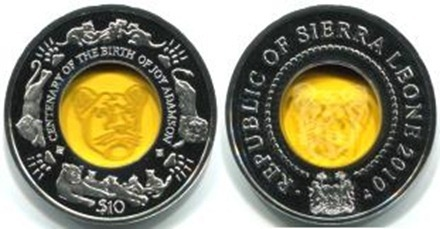 CENTENARY OF THE BIRTH OF JOY ADAMSON
$10
REPUBLIC OF SIERRA LEONE 2010